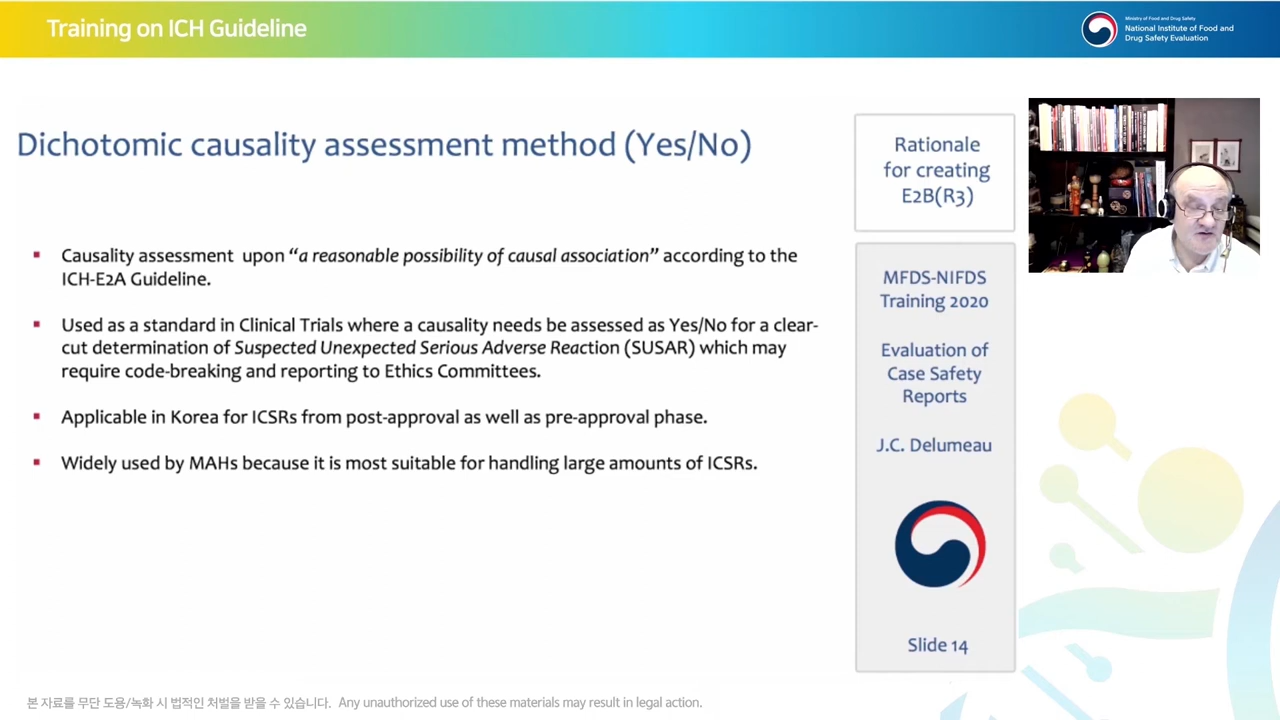 Training on ICH Guideline
Ministry of Food and Drug Safety
National Institute of Food and
Drug Safety Evaluation
Dichotomic causality assessment method (Yes/No)
▪ Causality assessment upon “a reasonable possibility of causal association” according to the
ICH-E2A Guideline.
▪ Used as a standard in Clinical Trials where a causality needs be assessed as Yes/No for a clear-
cut determination of Suspected Unexpected Serious Adverse Reaction (SUSAR) which may
require code-breaking and reporting to Ethics Committees.
▪ Applicable in Korea for ICSRs from post-approval as well as pre-approval phase.
▪ Widely used by MAHs because it is most suitable for handling large amounts of ICSRs.
Rationale
for creating
E2B(R3)
MFDS-NIFDS
Training 2020
Evaluation of
Case Safety
Reports
J.C. Delumeau
Slide 14
본 자료를 무단 도용/녹화 시 법적인 처벌을 받을 수 있습니다. Any unauthorized use of these materials may result in legal action.